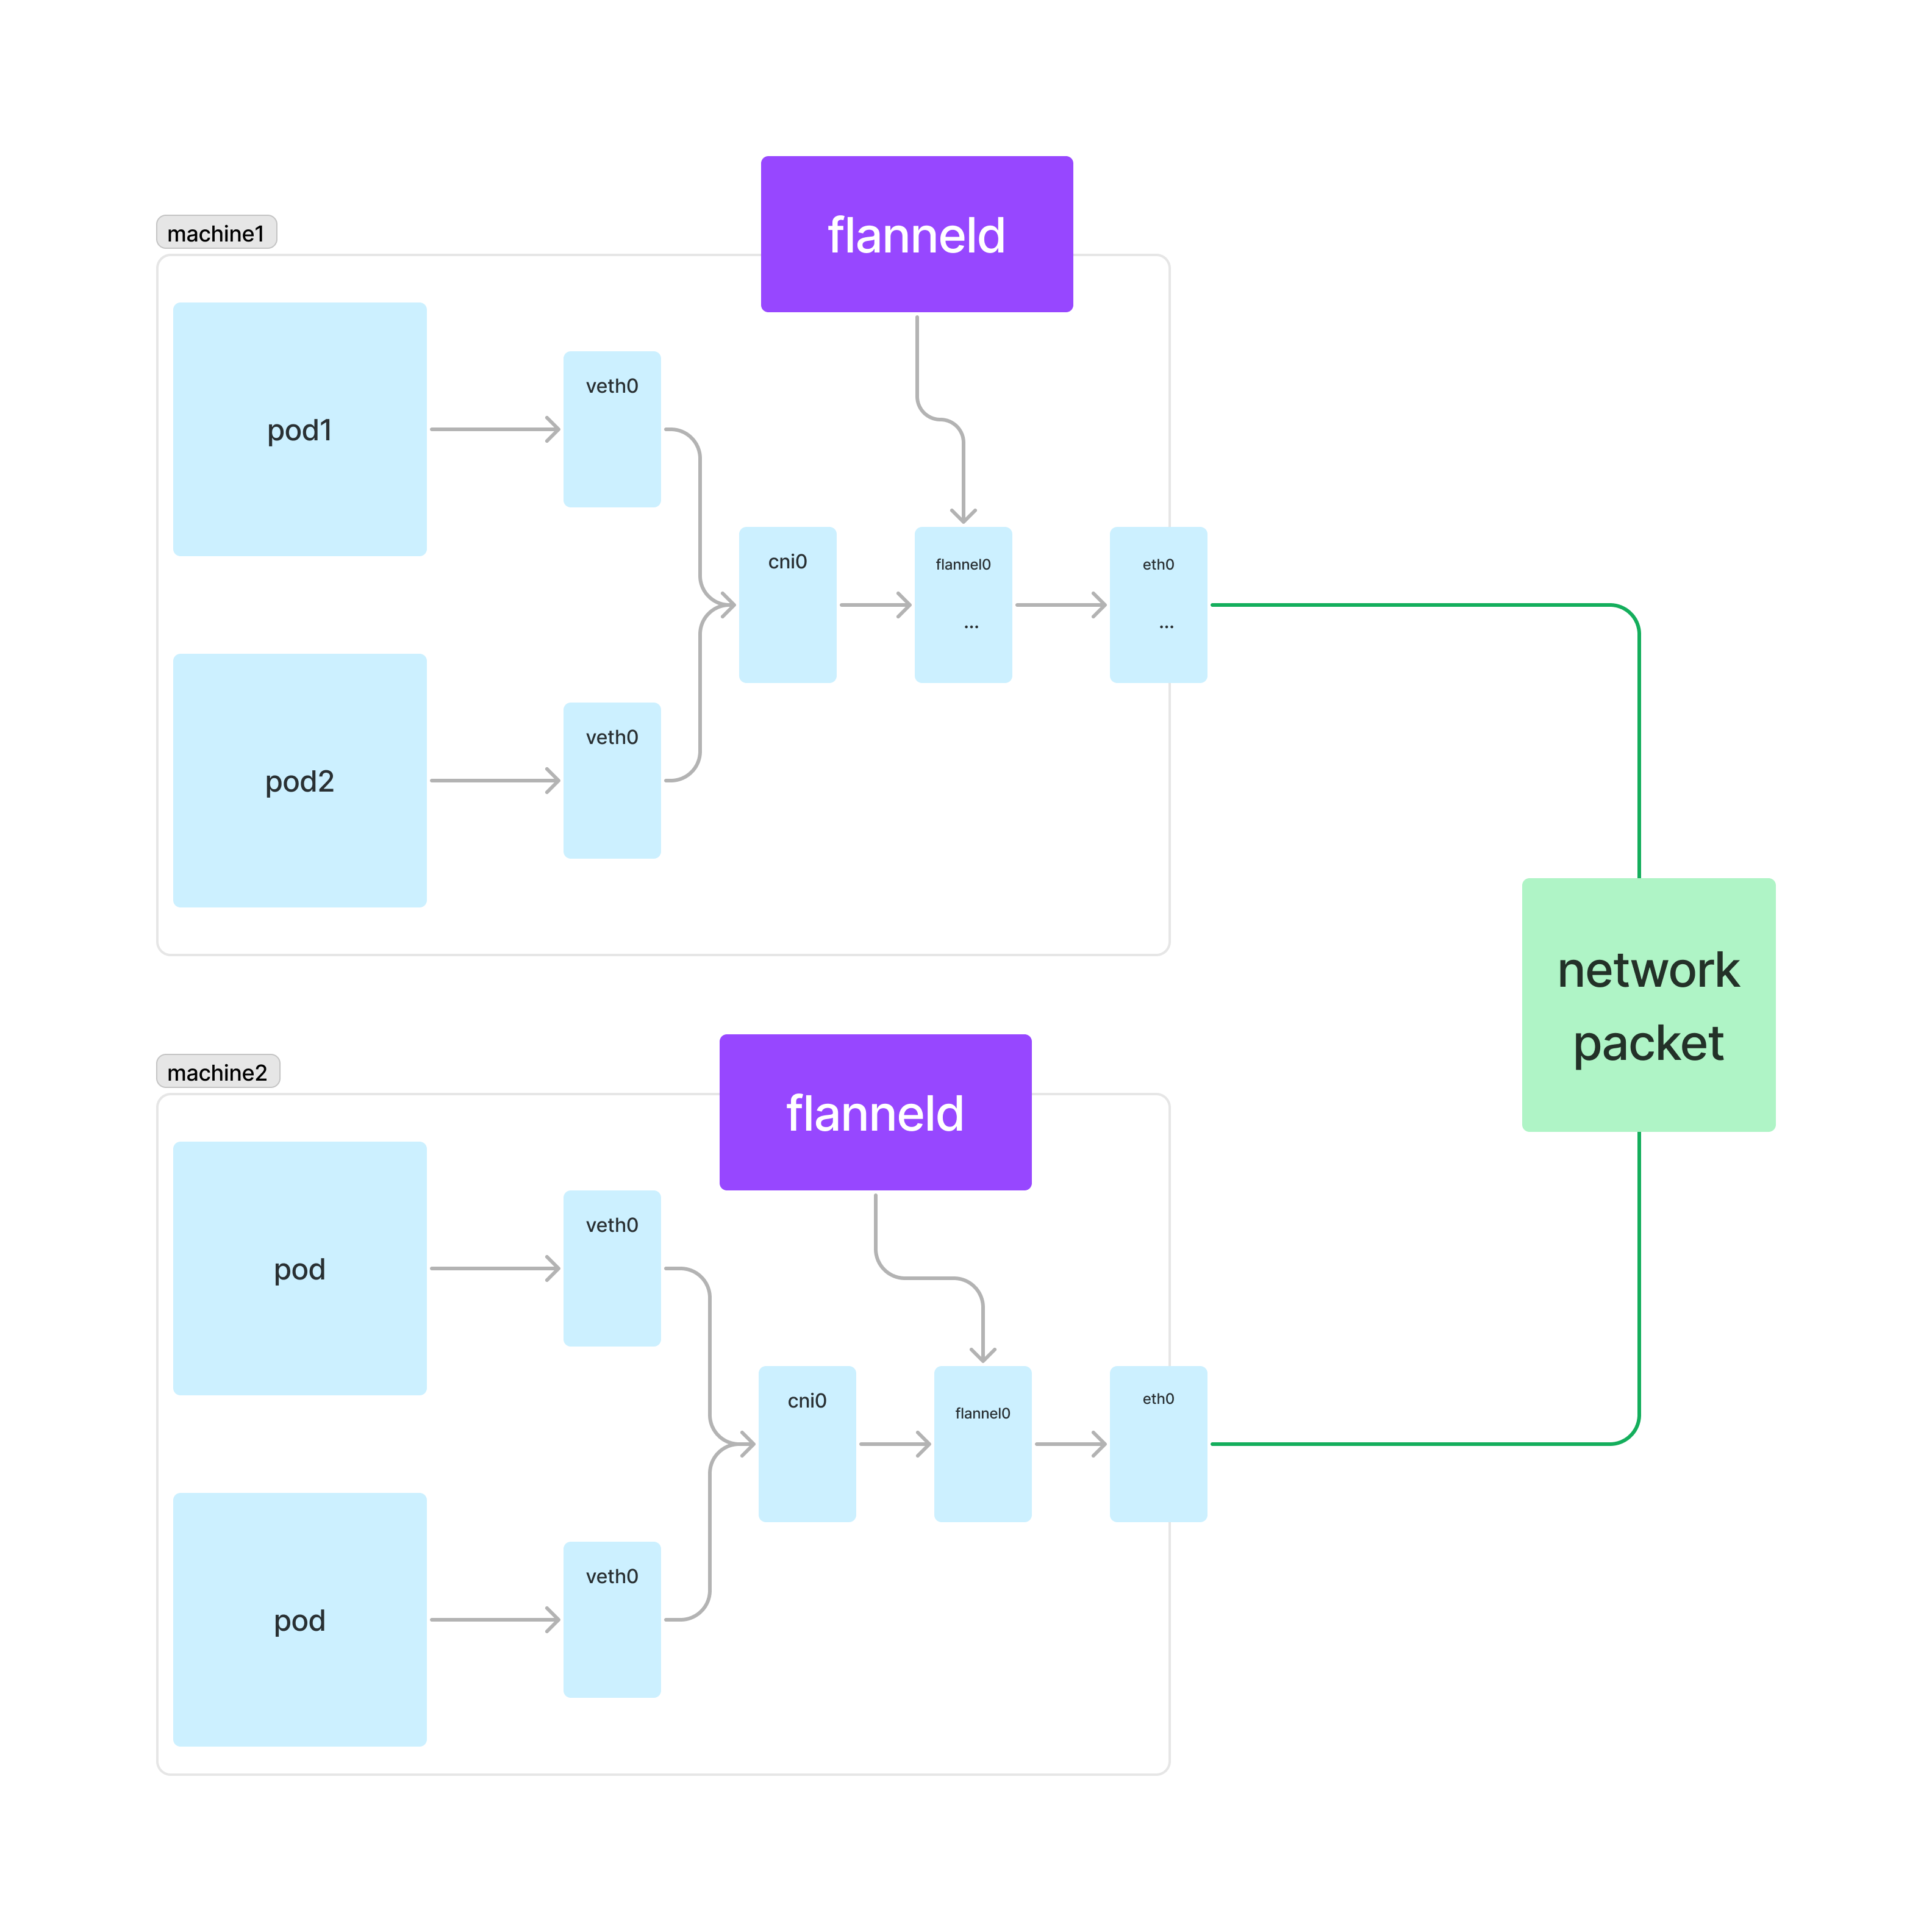 flanneld
machine1
pod1
veth0
cni0
flannel0
eth0
...
...
pod2
veth0
network
packet
machine2
flanneld
pod
veth0
cni0
flannel0
eth0
pod
veth0